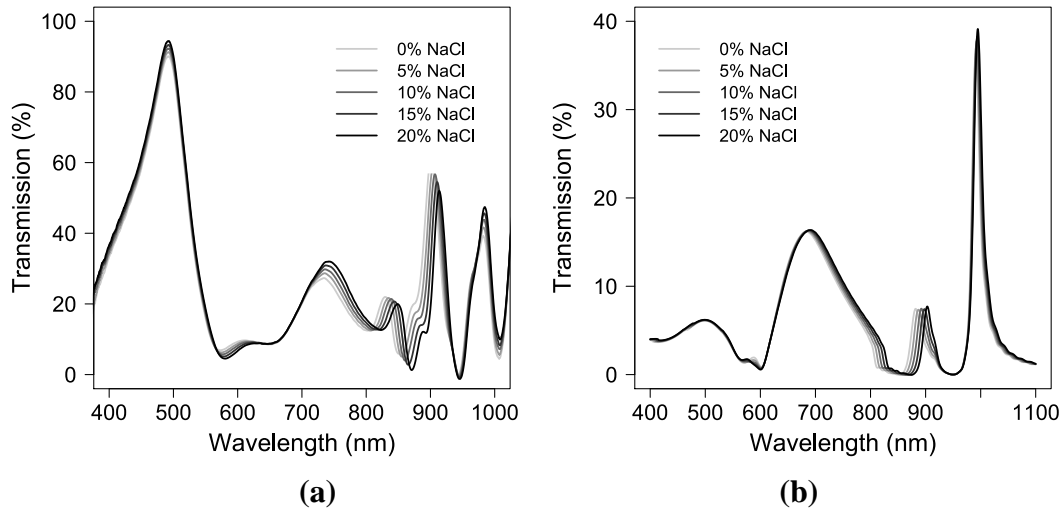 100
80
60
40
20
0
Transmission (%)
0% NaCl
5% NaCl
10% NaCl
15% NaCl
20% NaCl
400 500 600 700 800 900 1000
Wavelength (nm)
(a)
40
30
20
10
0
Transmission (%)
0% NaCl
5% NaCl
10% NaCl
15% NaCl
20% NaCl
400 500 600 700 800 900 1100
Wavelength (nm)
(b)